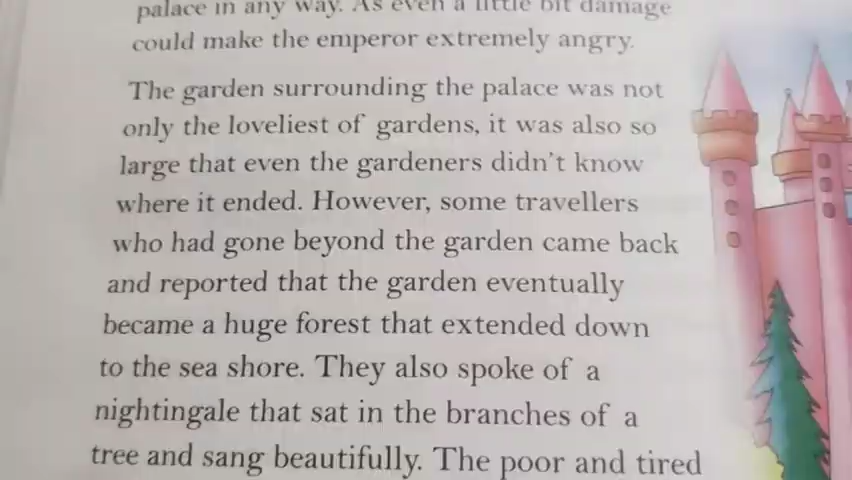 palace in any way. As even a little bit damage
could make the emperor extremely angry.
The garden surrounding the palace was not
only the loveliest of gardens, it was also so
large that even the gardeners didn't know
where it ended. However, some travellers
who had gone beyond the garden came back
and reported that the garden eventually
became a huge forest that extended down
to the sea shore. They also spoke of a
nightingale that sat in the branches of a
tree and sang beautifully. The poor and tired